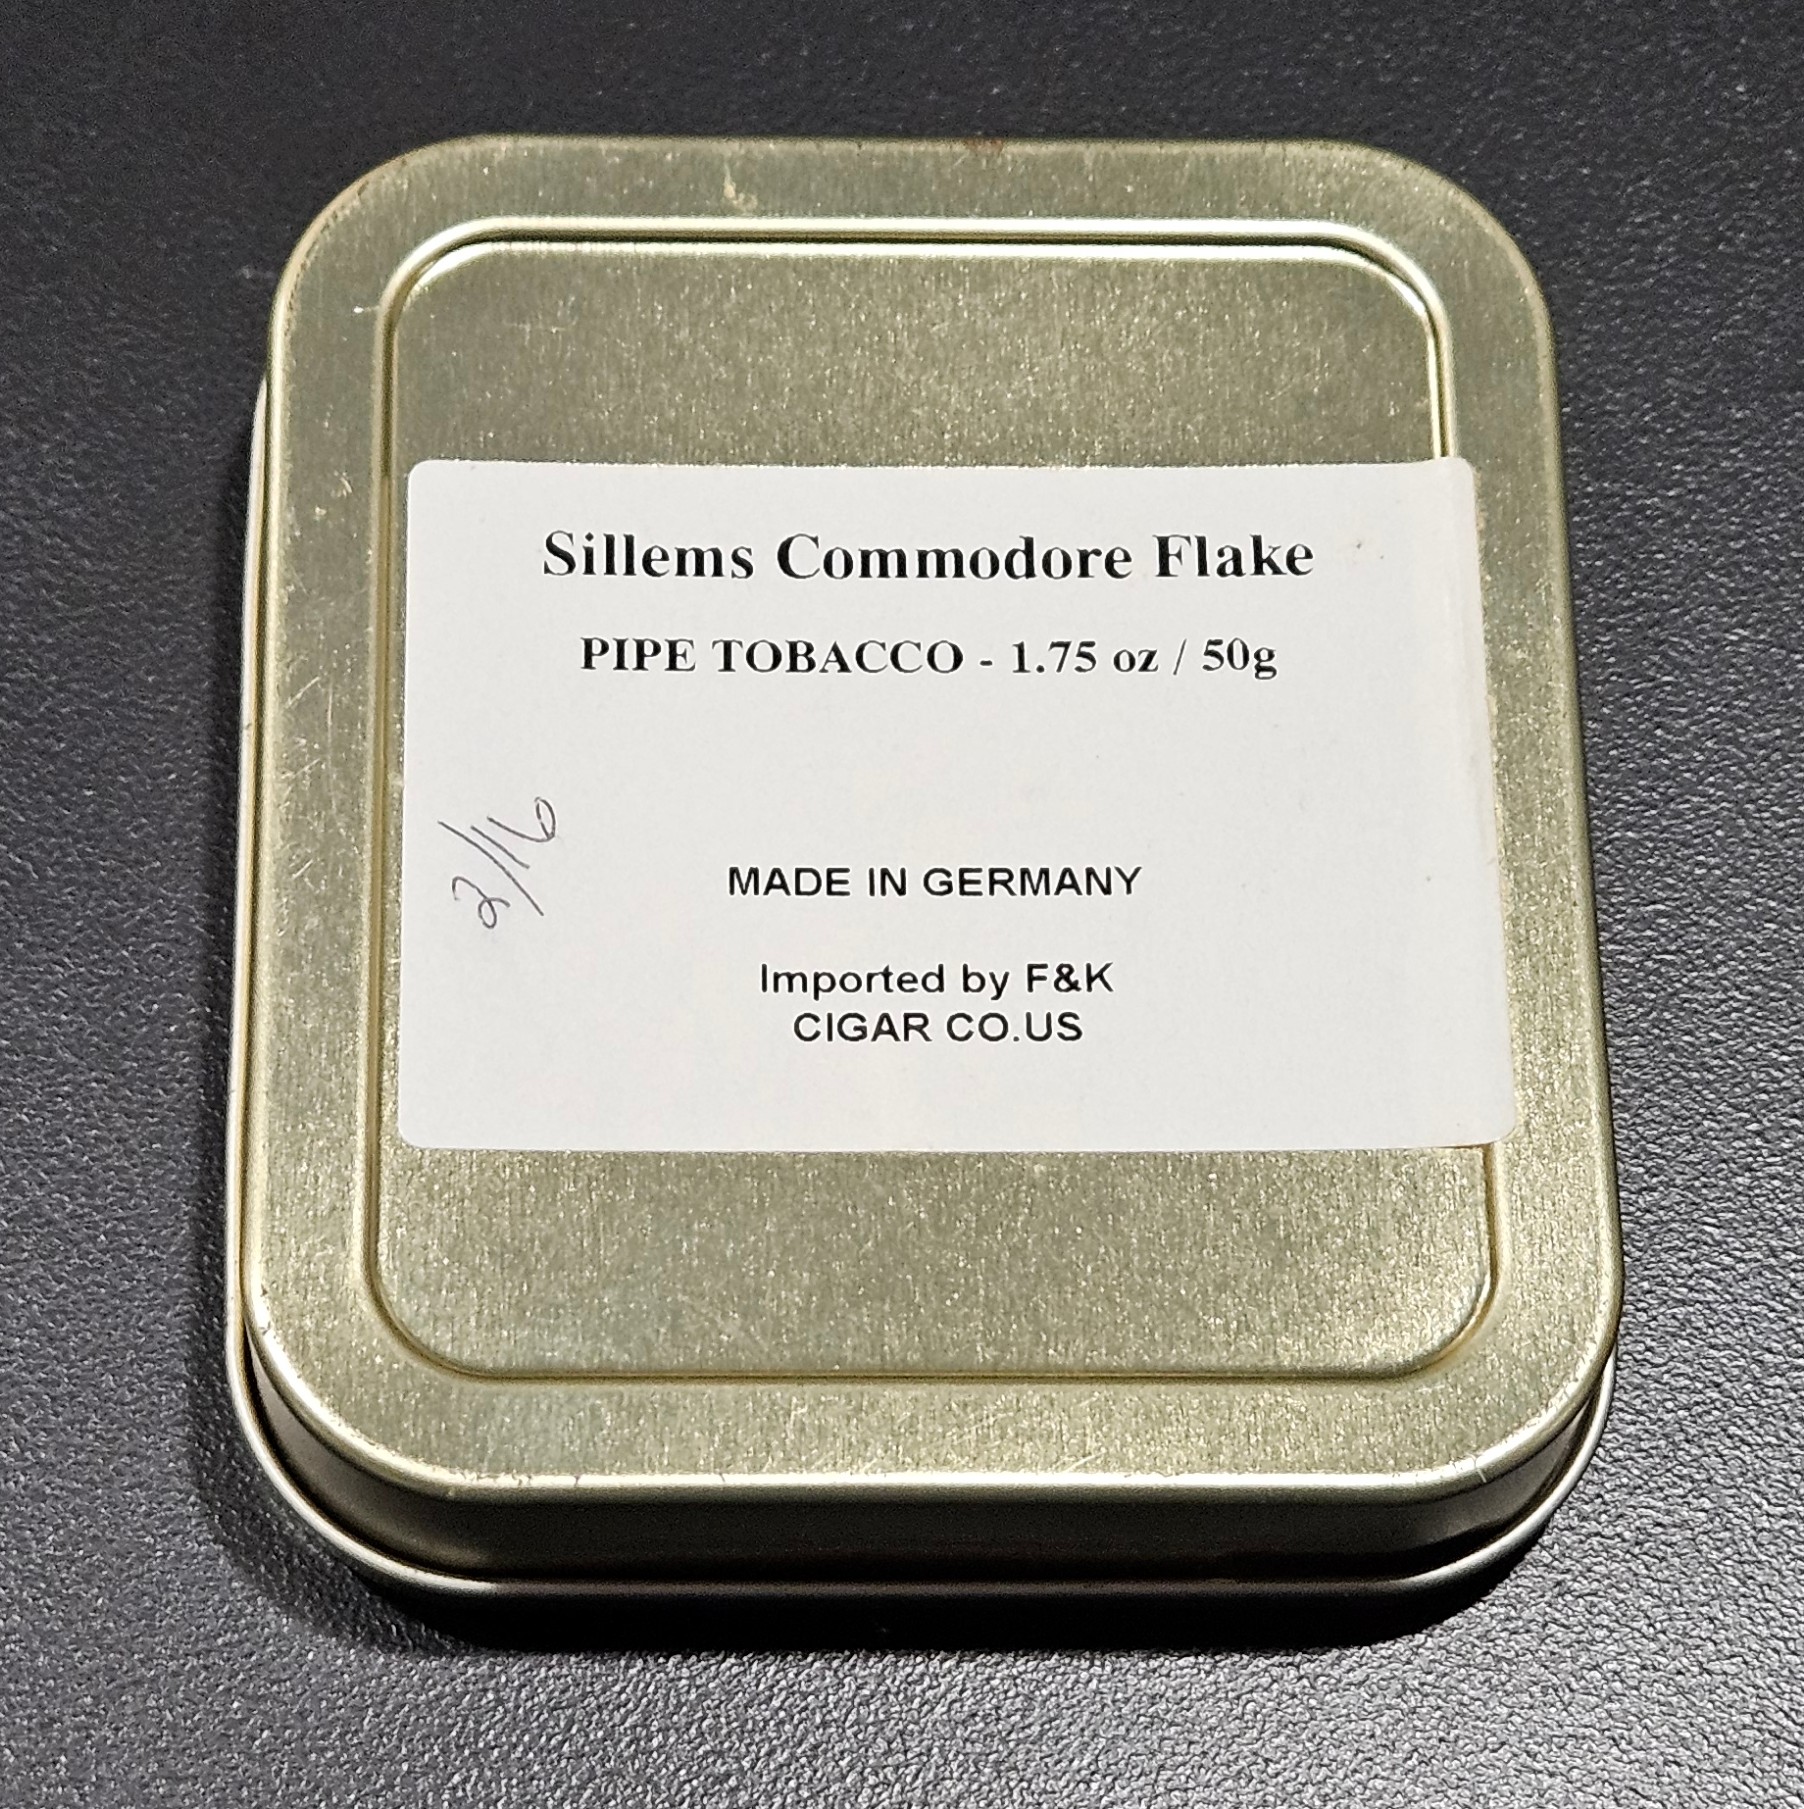 Sillems Commodore Flake
PIPE TOBACCO - 1.75 oz / 50g
2/16
MADE IN GERMANY
Imported by F&K
CIGAR CO.US